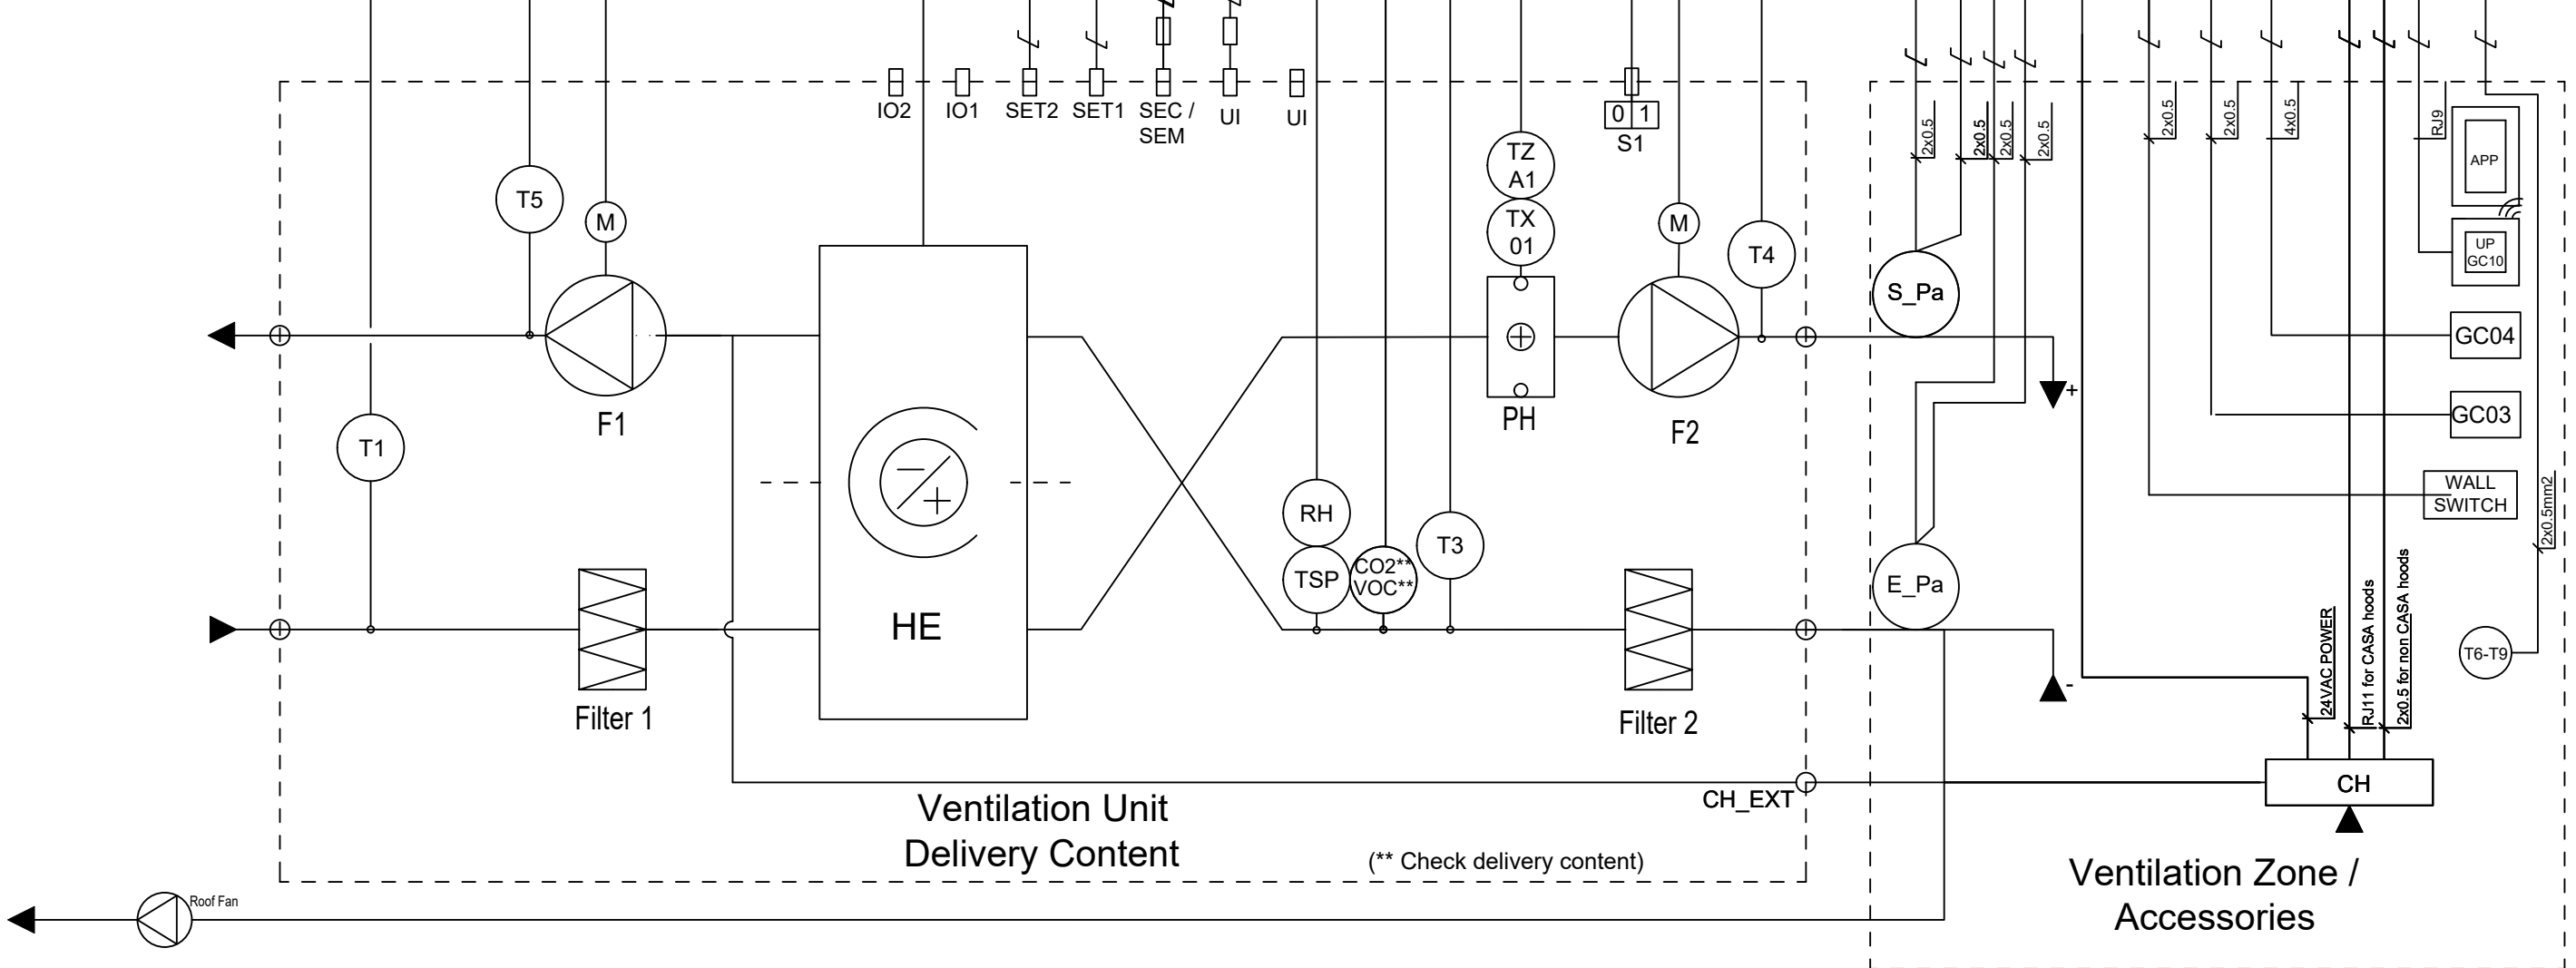 IO2
IO1
SET2
SET1
SEC /
SEM
UI
UI
0 1
S1
2x0.5
2x0.5
2x0.5
2x0.5
2x0.5
2x0.5
4x0.5
RJ9
APP
UP
GC10
T5
M
TZ
A1
TX
01
M
T4
S_Pa
GC04
+
F1
PH
F2
GC03
T1
WALL
SWITCH
2x0.5mm2
RH
T3
TSP
CO2**
VOC**
E_Pa
HE
24VAC POWER
RJ11 for CASA hoods
2x0.5 for non CASA hoods
T6-T9
-
Filter 1
Filter 2
CH
CH_EXT
Ventilation Unit
Delivery Content
(** Check delivery content)
Ventilation Zone /
Accessories
Roof Fan